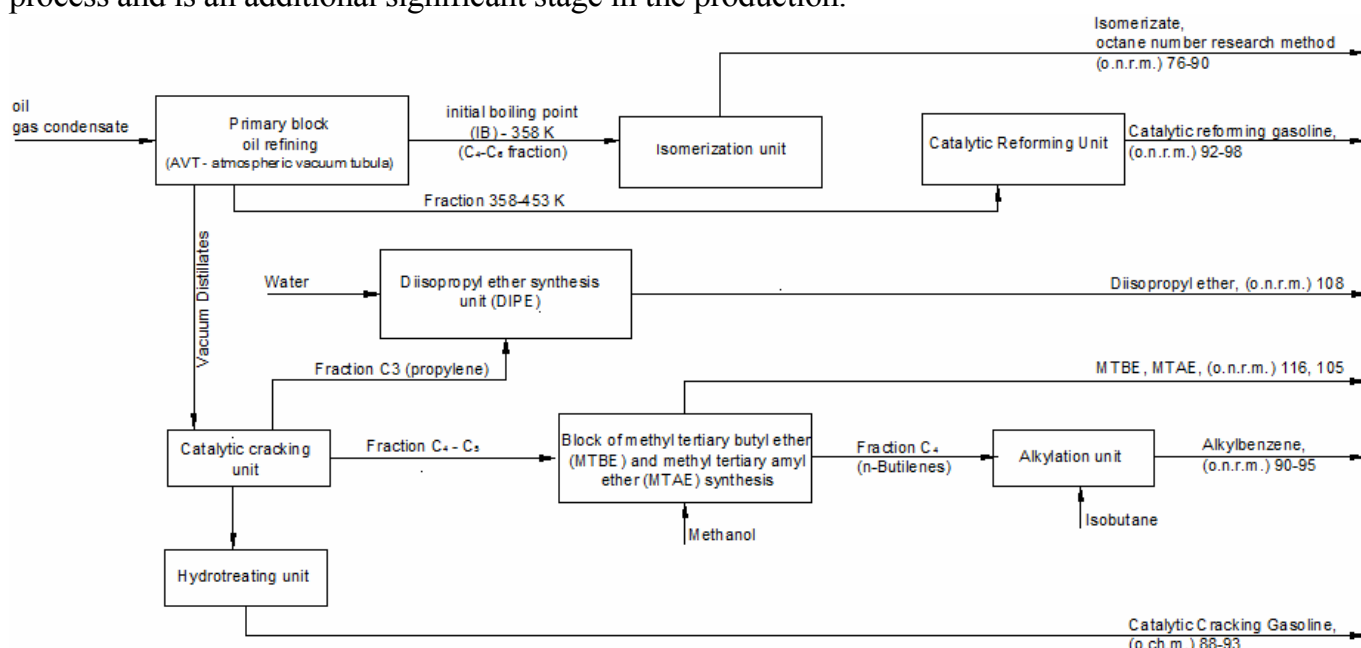 process and is an additional significant stage in the production.
Isomerizate,
octane number research method
(o.n.r.m.) 76-90
oil
gas condensate
Primary block
oil refining
(AVT - atmospheric vacuum tubula)
initial boiling point
(IB) - 358 K
(C₄-C₆ fraction)
Isomerization unit
Catalytic Reforming Unit
Catalytic reforming gasoline,
(o.n.r.m.) 92-98
Fraction 358-453 K
Vacuum Distillates
Water
Diisopropyl ether synthesis
unit (DIPE)
Diisopropyl ether, (o.n.r.m.) 108
Fraction C3 (propylene)
MTBE, MTAE, (o.n.r.m.) 116, 105
Catalytic cracking
unit
Fraction C₄ - C₅
Block of methyl tertiary butyl ether
(MTBE) and methyl tertiary amyl
ether (MTAE) synthesis
Fraction C₄
(n-Butilenes)
Alkylation unit
Alkylbenzene,
(o.n.r.m.) 90-95
Methanol
Isobutane
Hydrotreating unit
Catalytic Cracking Gasoline,
(o.ch.m.) 88-93